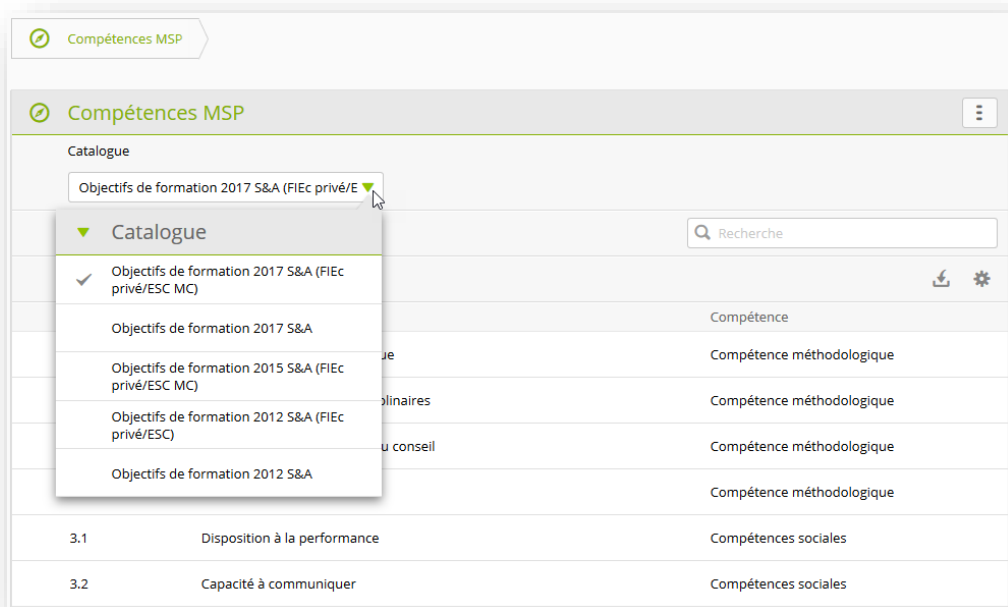 Compétences MSP
Compétences MSP
Catalogue
Objectifs de formation 2017 S&A (FIEc privé/E
Catalogue
Recherche
Objectifs de formation 2017 S&A (FIEc
privé/ESC MC)
Objectifs de formation 2017 S&A
Objectifs de formation 2015 S&A (FIEc
privé/ESC MC)
Objectifs de formation 2012 S&A (FIEc
privé/ESC)
Objectifs de formation 2012 S&A
Compétence
ue Compétence méthodologique
plinaires Compétence méthodologique
u conseil Compétence méthodologique
Compétence méthodologique
3.1 Disposition à la performance Compétences sociales
3.2 Capacité à communiquer Compétences sociales